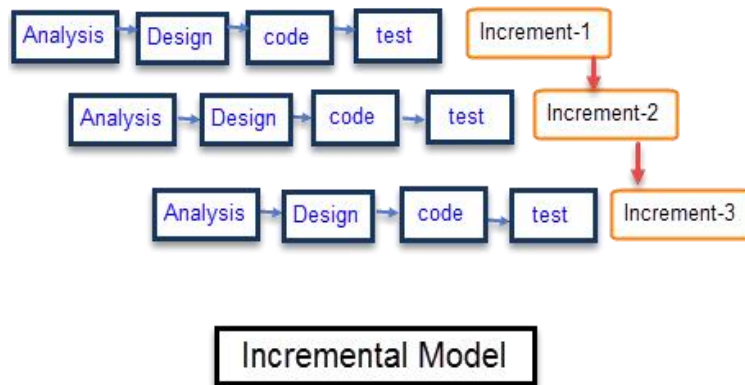 Analysis Design code test Increment-1
Analysis Design code test Increment-2
Analysis Design code test Increment-3
Incremental Model